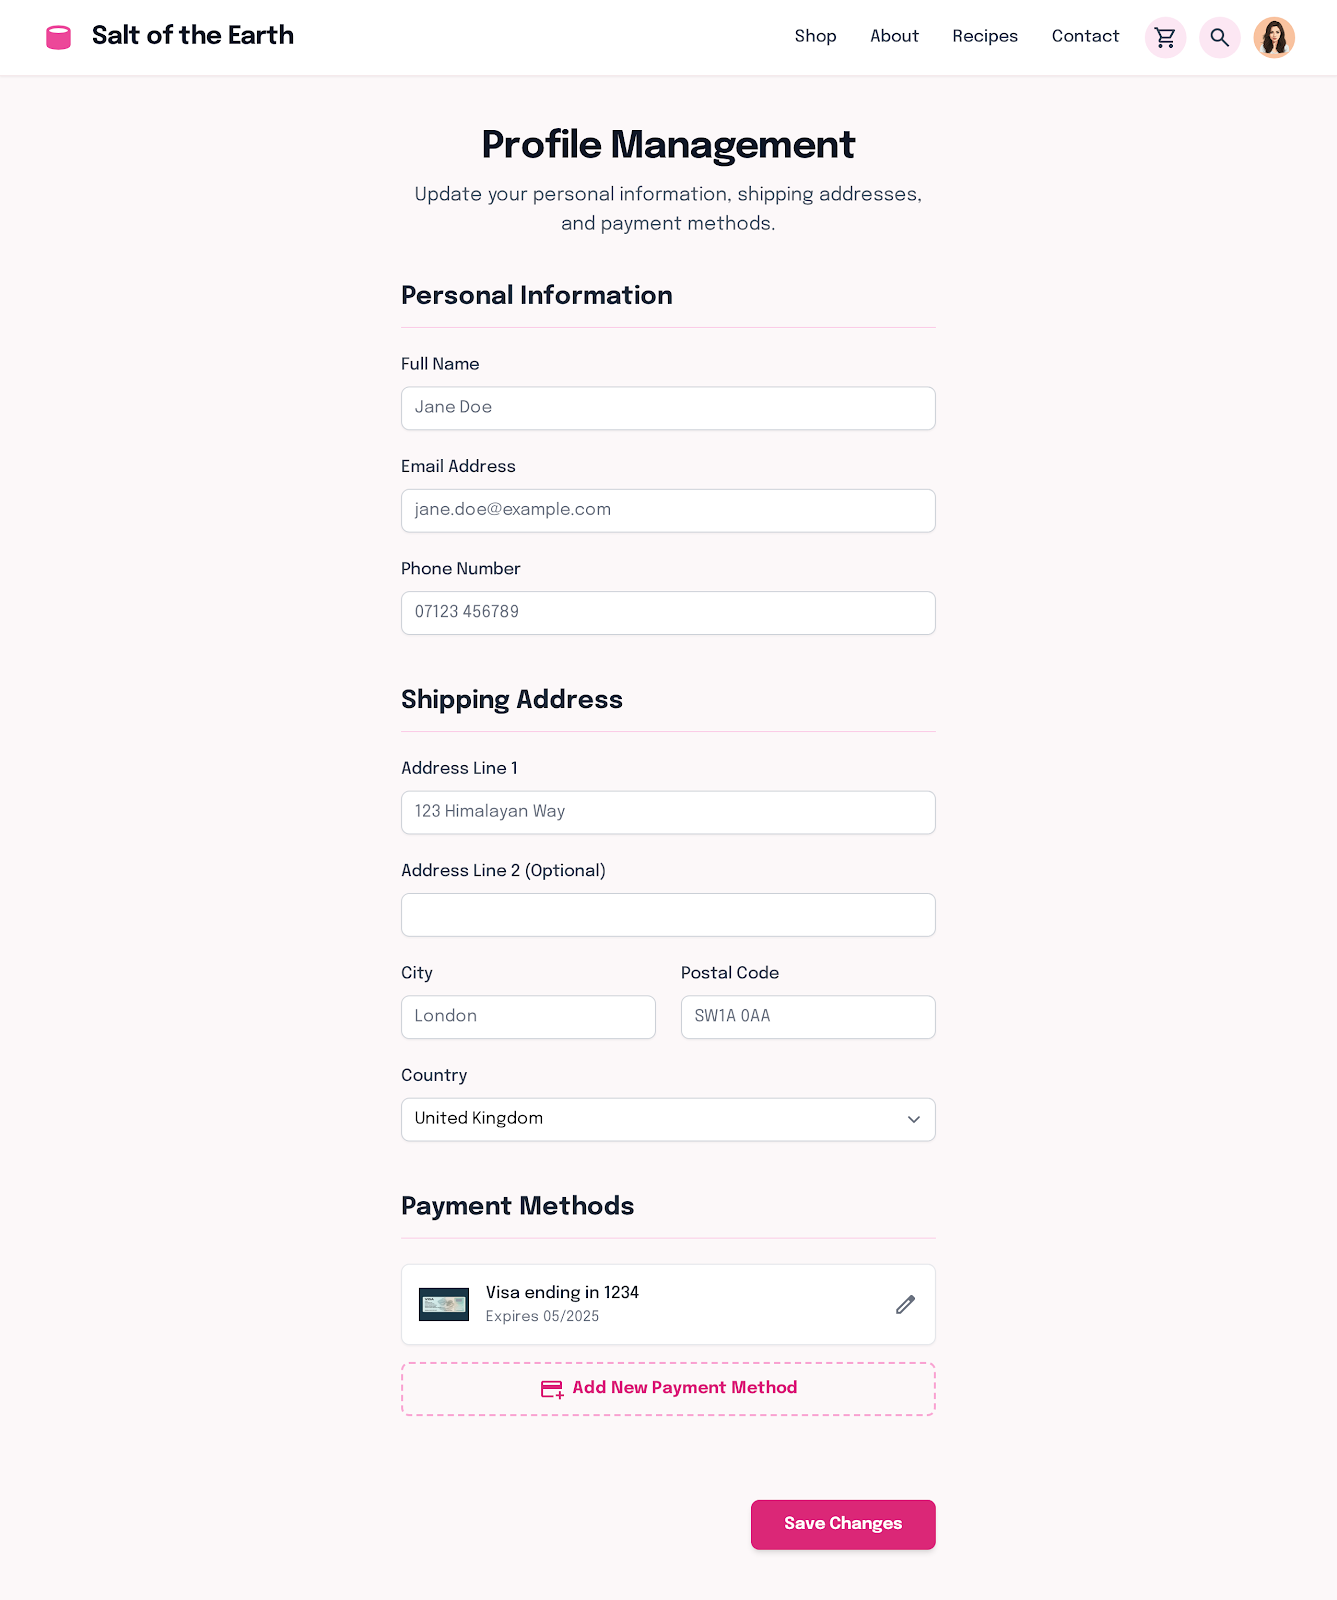 Salt of the Earth
Shop
About
Recipes
Contact
Profile Management
Update your personal information, shipping addresses,
and payment methods.
Personal Information
Full Name
Jane Doe
Email Address
jane.doe@example.com
Phone Number
07123 456789
Shipping Address
Address Line 1
123 Himalayan Way
Address Line 2 (Optional)
City
Postal Code
London
SW1A 0AA
Country
United Kingdom
Payment Methods
Visa ending in 1234
Expires 05/2025
Add New Payment Method
Save Changes